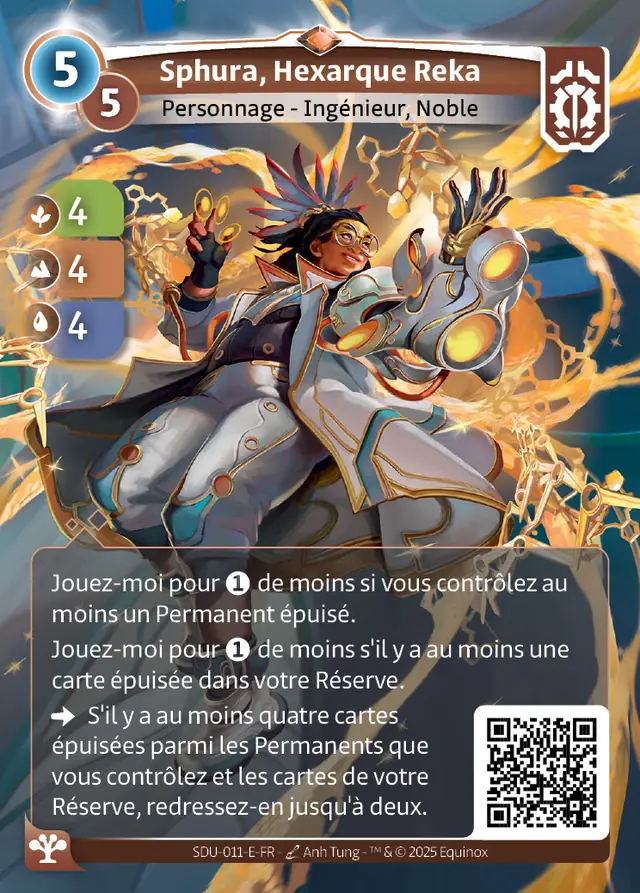 5
5
Sphura, Hexarque Reka
Personnage - Ingénieur, Noble
4
4
4
Jouez-moi pour 1 de moins si vous contrôlez au
moins un Permanent épuisé.
Jouez-moi pour 1 de moins s'il y a au moins une
carte épuisée dans votre Réserve.
S'il y a au moins quatre cartes
épuisées parmi les Permanents que
vous contrôlez et les cartes de votre
Réserve, redressez-en jusqu'à deux.
SDU-011-E-FR - Anh Tung - ™ & © 2025 Equinox